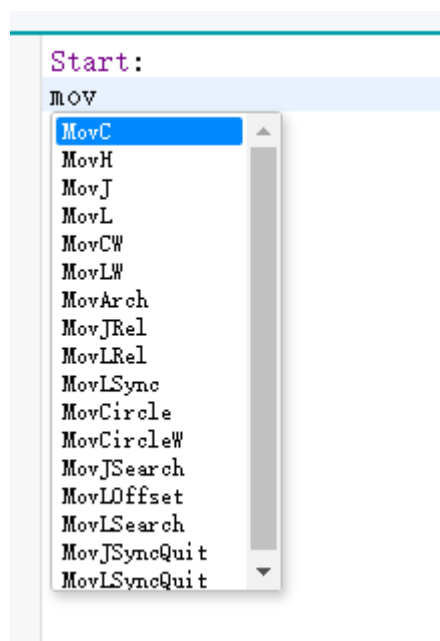 Start:
mov
MovC
MovH
MovJ
MovL
MovCW
MovLW
MovArch
MovJRel
MovLRel
MovLSync
MovCircle
MovCircleW
MovJSearch
MovLOffset
MovLSearch
MovJSyncQuit
MovLSyncQuit